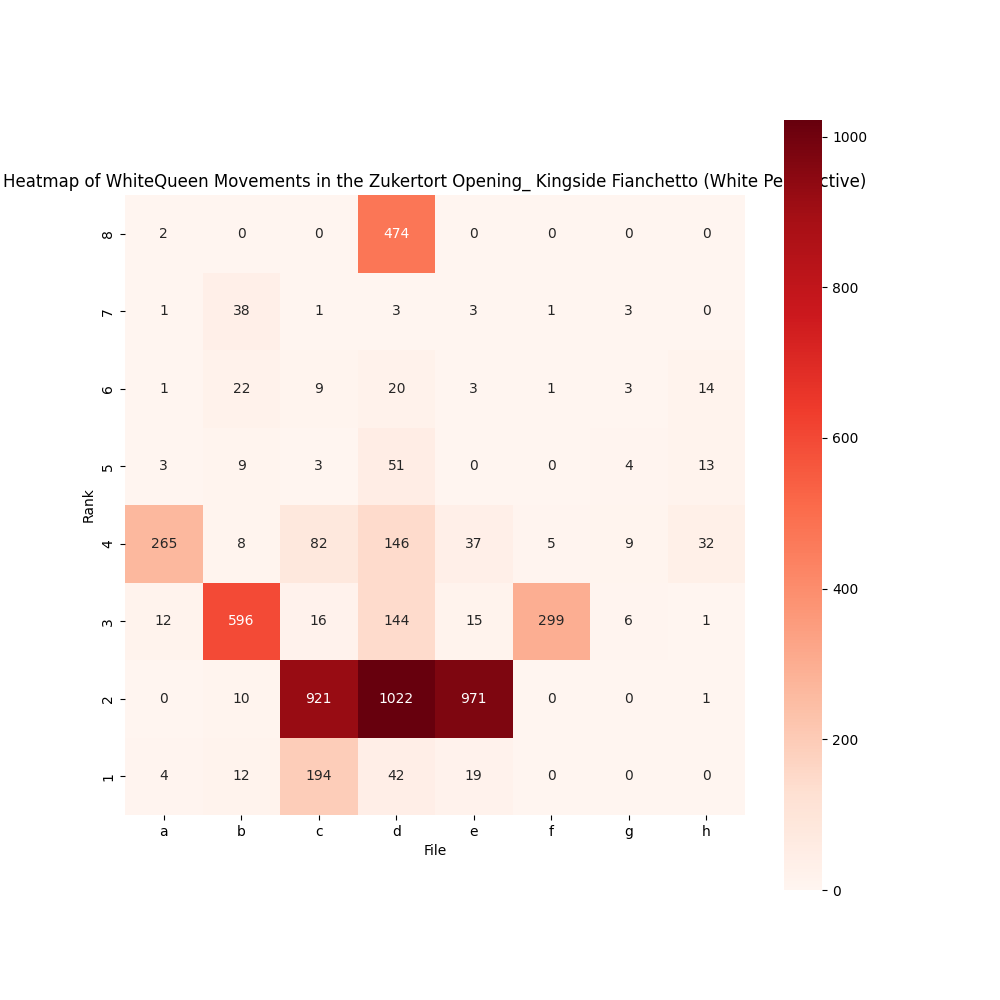 Heatmap of WhiteQueen Movements in the Zukertort Opening_ Kingside Fianchetto (White Pe ctive)
1000
800
600
400
200
0
Rank
8 2 0 0 474 0 0 0 0
7 1 38 1 3 3 1 3 0
6 1 22 9 20 3 1 3 14
5 3 9 3 51 0 0 4 13
4 265 8 82 146 37 5 9 32
3 12 596 16 144 15 299 6 1
2 0 10 921 1022 971 0 0 1
1 4 12 194 42 19 0 0 0
a b c d e f g h
File